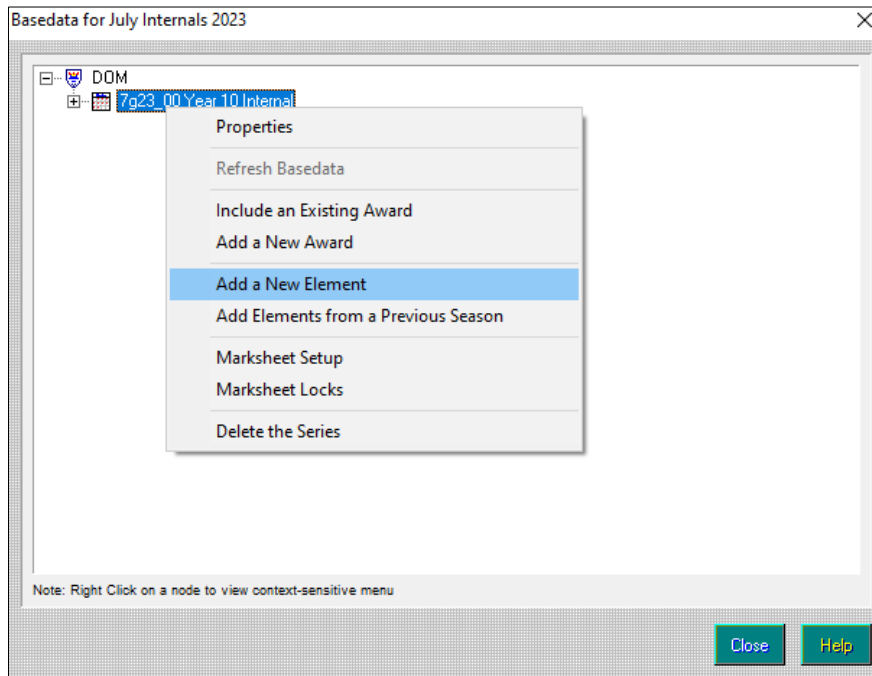 Basedata for July Internals 2023
DOM
7g23_00 Year 10 Internal
Properties
Refresh Basedata
Include an Existing Award
Add a New Award
Add a New Element
Add Elements from a Previous Season
Marksheet Setup
Marksheet Locks
Delete the Series
Note: Right Click on a node to view context-sensitive menu
Close Help